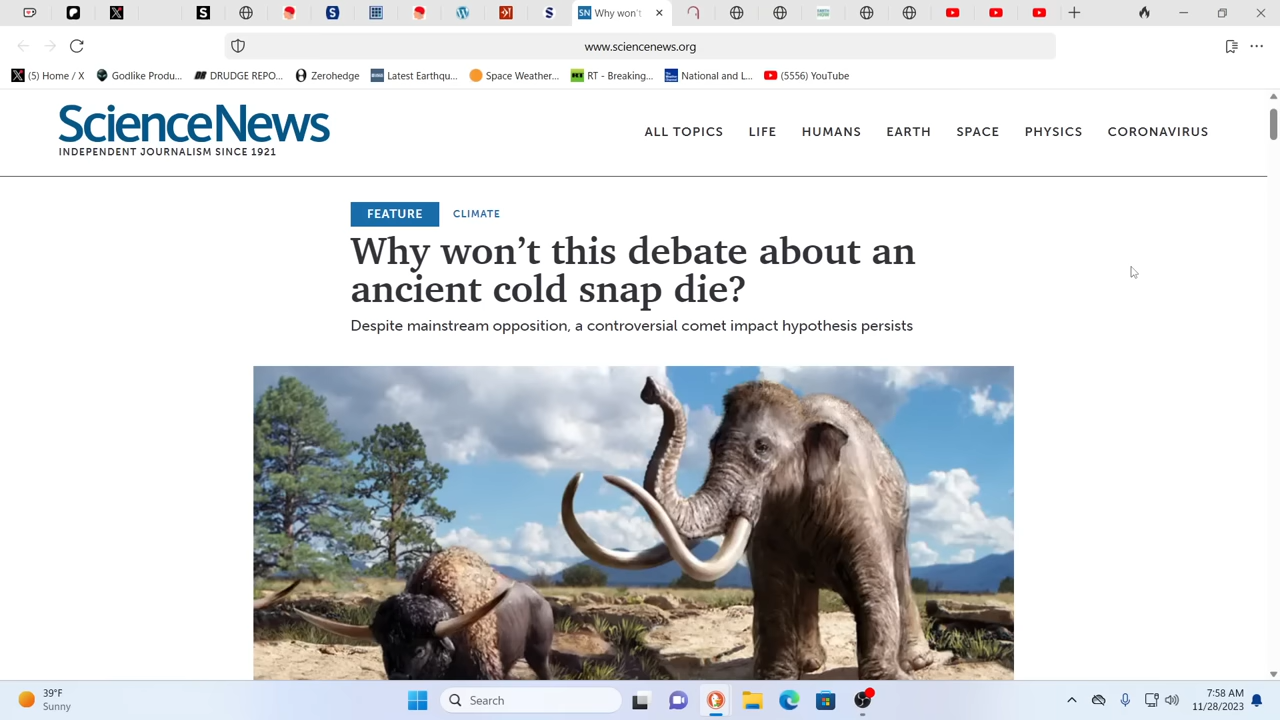 Why won't
www.sciencenews.org
(5) Home / X
Godlike Produ...
DRUDGE REPO...
Zerohedge
Latest Earthqu...
Space Weather...
RT - Breaking...
National and L...
(5556) YouTube
ScienceNews
INDEPENDENT JOURNALISM SINCE 1921
ALL TOPICS LIFE HUMANS EARTH SPACE PHYSICS CORONAVIRUS
FEATURE CLIMATE
Why won’t this debate about an
ancient cold snap die?
Despite mainstream opposition, a controversial comet impact hypothesis persists
39°F
Sunny
Search
7:58 AM
11/28/2023